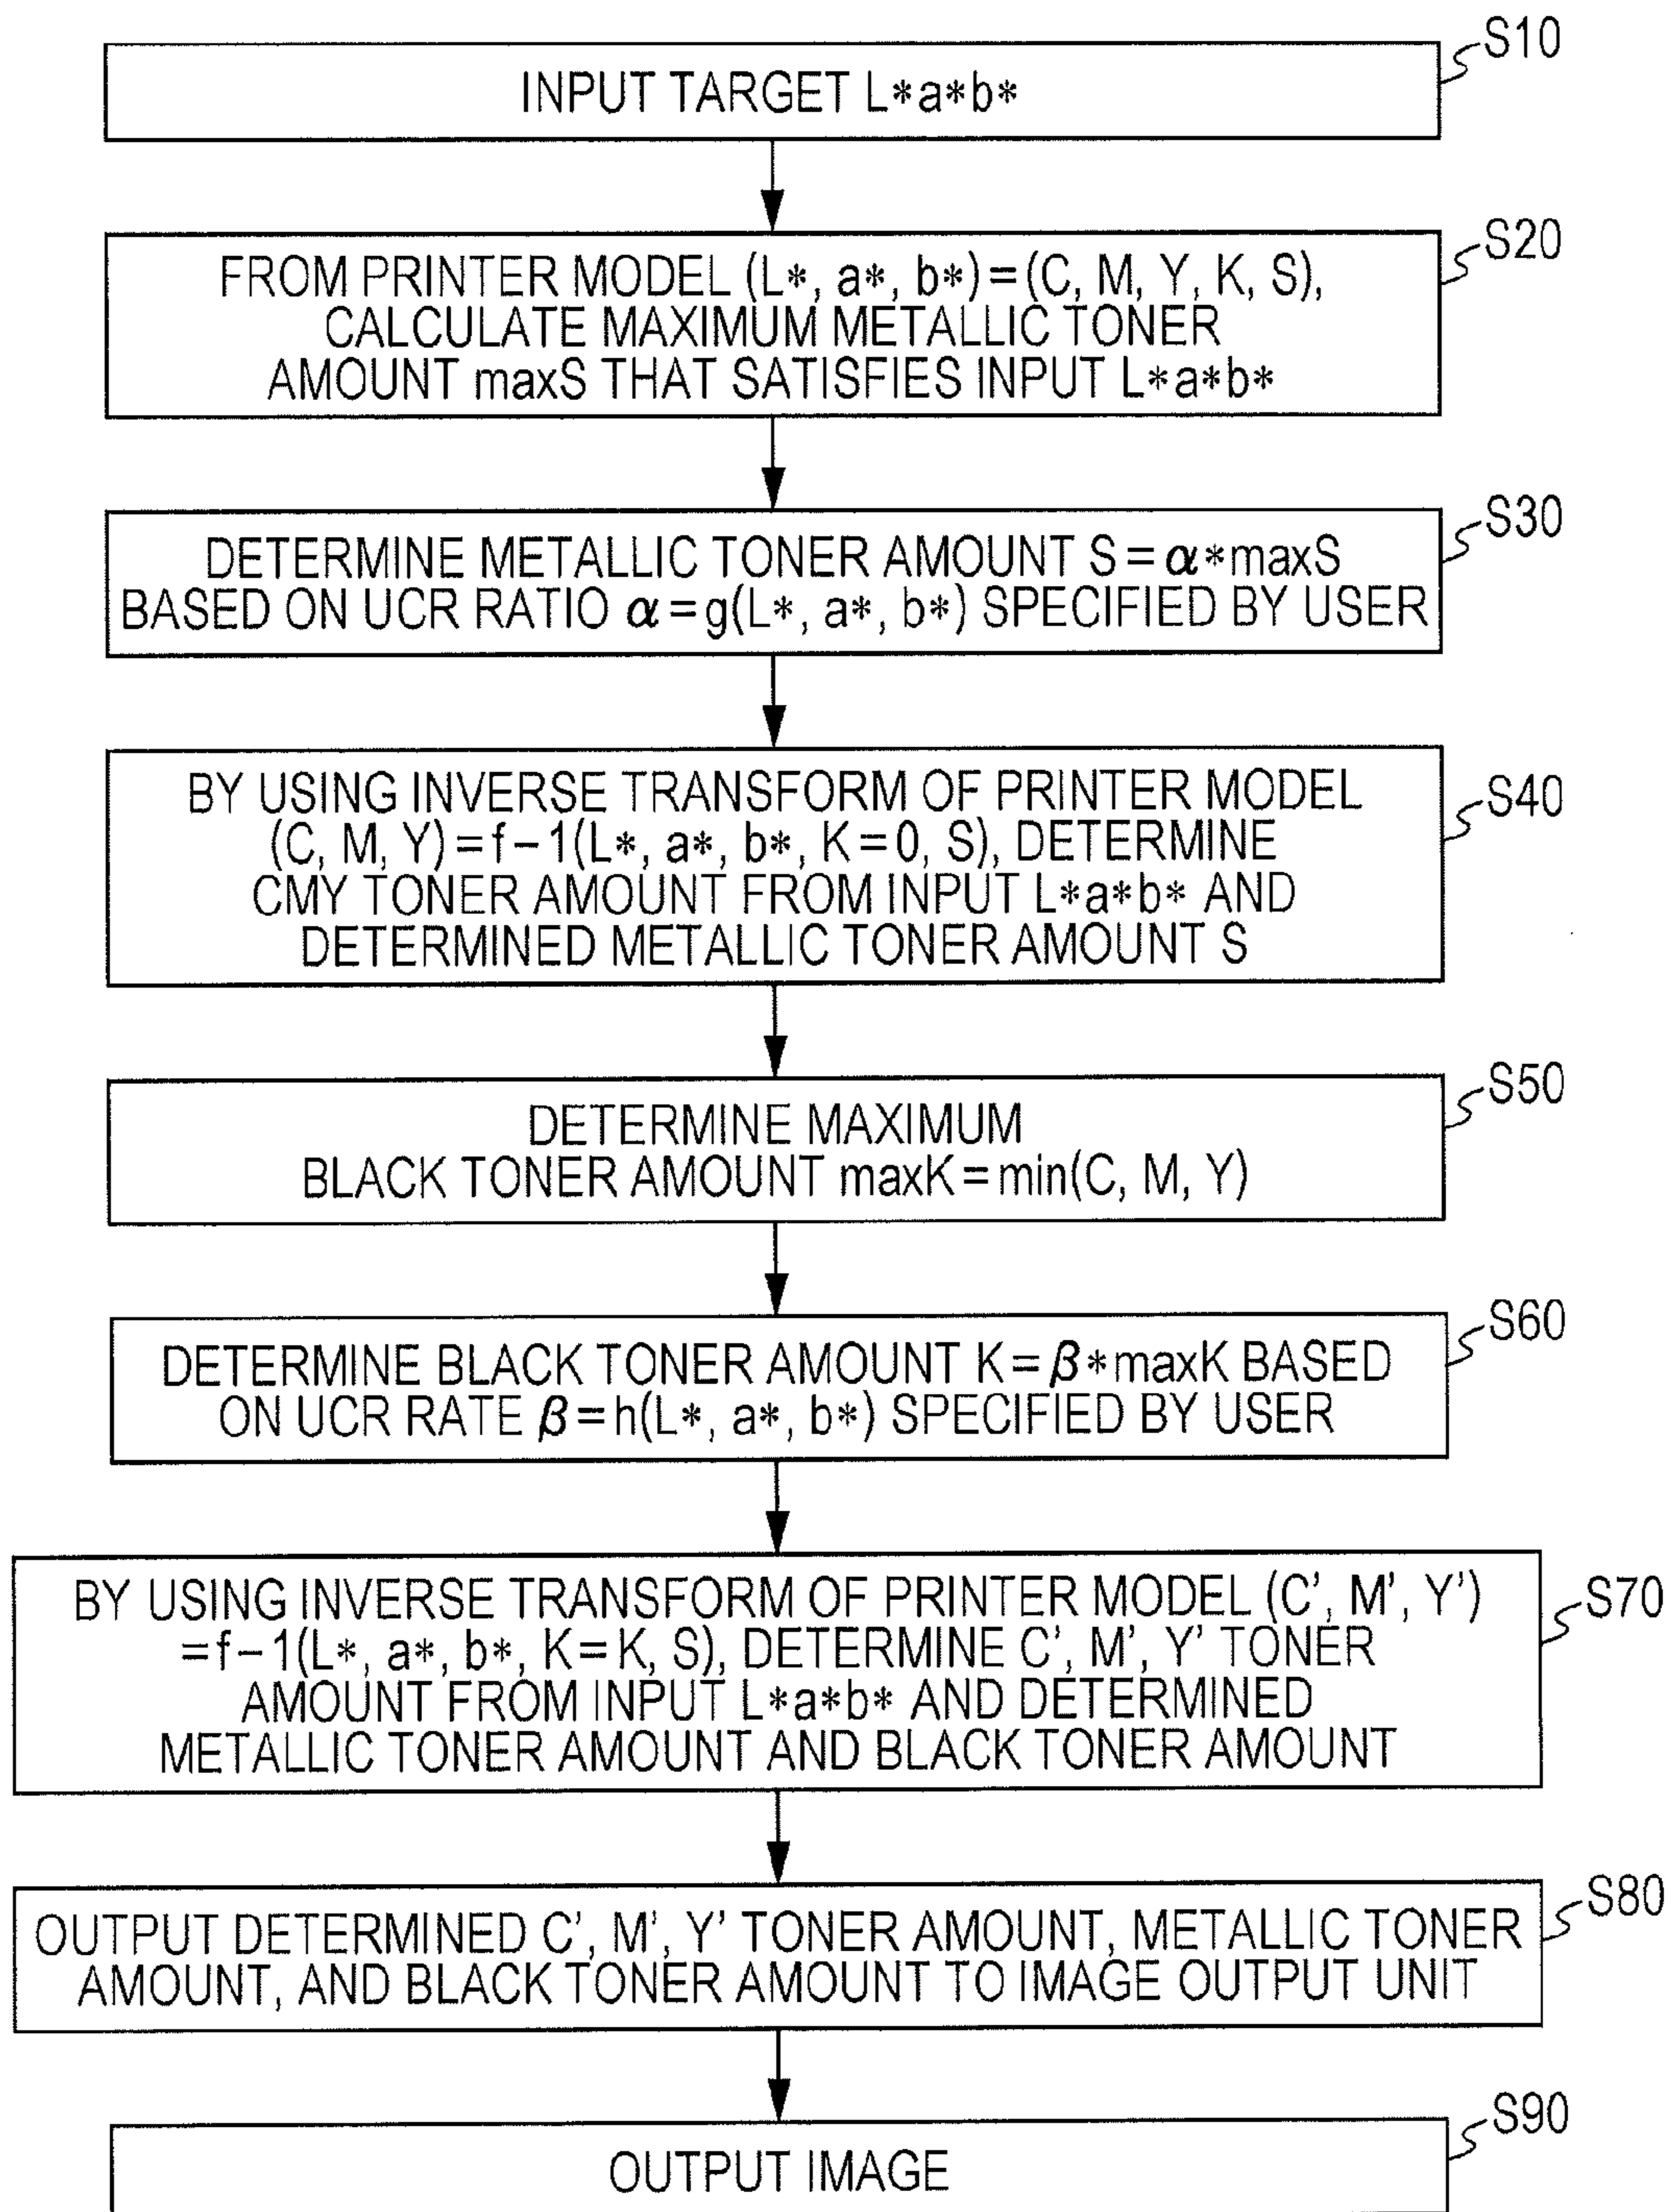 S10
INPUT TARGET L*a*b*
S20
FROM PRINTER MODEL (L*, a*, b*)=(C, M, Y, K, S),
CALCULATE MAXIMUM METALLIC TONER
AMOUNT maxS THAT SATISFIES INPUT L*a*b*
S30
DETERMINE METALLIC TONER AMOUNT S=α*maxS
BASED ON UCR RATIO α=g(L*, a*, b*) SPECIFIED BY USER
S40
BY USING INVERSE TRANSFORM OF PRINTER MODEL
(C, M, Y)=f-1(L*, a*, b*, K=0, S), DETERMINE
CMY TONER AMOUNT FROM INPUT L*a*b* AND
DETERMINED METALLIC TONER AMOUNT S
S50
DETERMINE MAXIMUM
BLACK TONER AMOUNT maxK=min(C, M, Y)
S60
DETERMINE BLACK TONER AMOUNT K=β*maxK BASED
ON UCR RATE β=h(L*, a*, b*) SPECIFIED BY USER
S70
BY USING INVERSE TRANSFORM OF PRINTER MODEL (C', M', Y')
=f-1(L*, a*, b*, K=K, S), DETERMINE C', M', Y' TONER
AMOUNT FROM INPUT L*a*b* AND DETERMINED
METALLIC TONER AMOUNT AND BLACK TONER AMOUNT
S80
OUTPUT DETERMINED C', M', Y' TONER AMOUNT, METALLIC TONER
AMOUNT, AND BLACK TONER AMOUNT TO IMAGE OUTPUT UNIT
S90
OUTPUT IMAGE